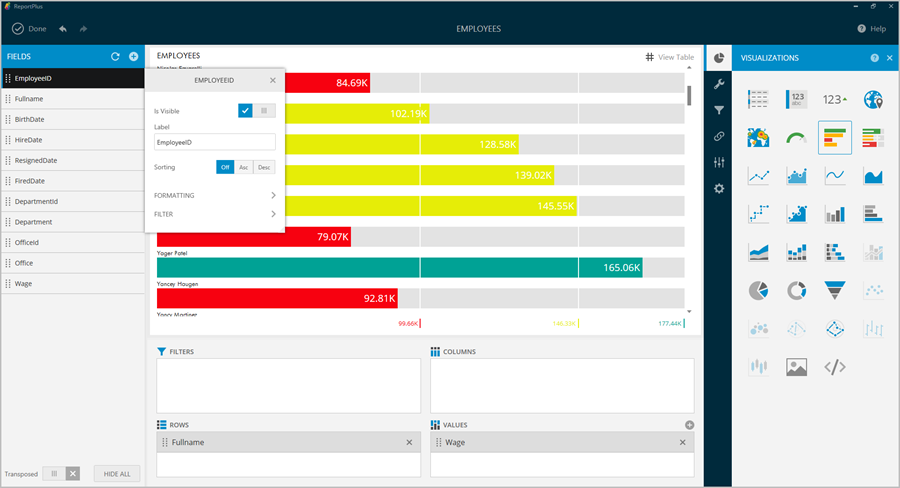 ReportPlus
Done
EMPLOYEES
Help
FIELDS
EmployeeID
Fullname
BirthDate
HireDate
ResignedDate
FiredDate
DepartmentId
Department
OfficeId
Office
Wage
Transposed
HIDE ALL
EMPLOYEEID
Is Visible
Label
EmployeeID
Sorting
Off Asc Desc
FORMATTING
FILTER
EMPLOYEES
View Table
84.69K
102.19K
128.58K
139.02K
145.55K
79.07K
Yager Patel
165.06K
Yancey Haugen
92.81K
Yancy Martinez
99.66K
177.44K
FILTERS
COLUMNS
ROWS
Fullname
VALUES
Wage
VISUALIZATIONS
123
abc
123